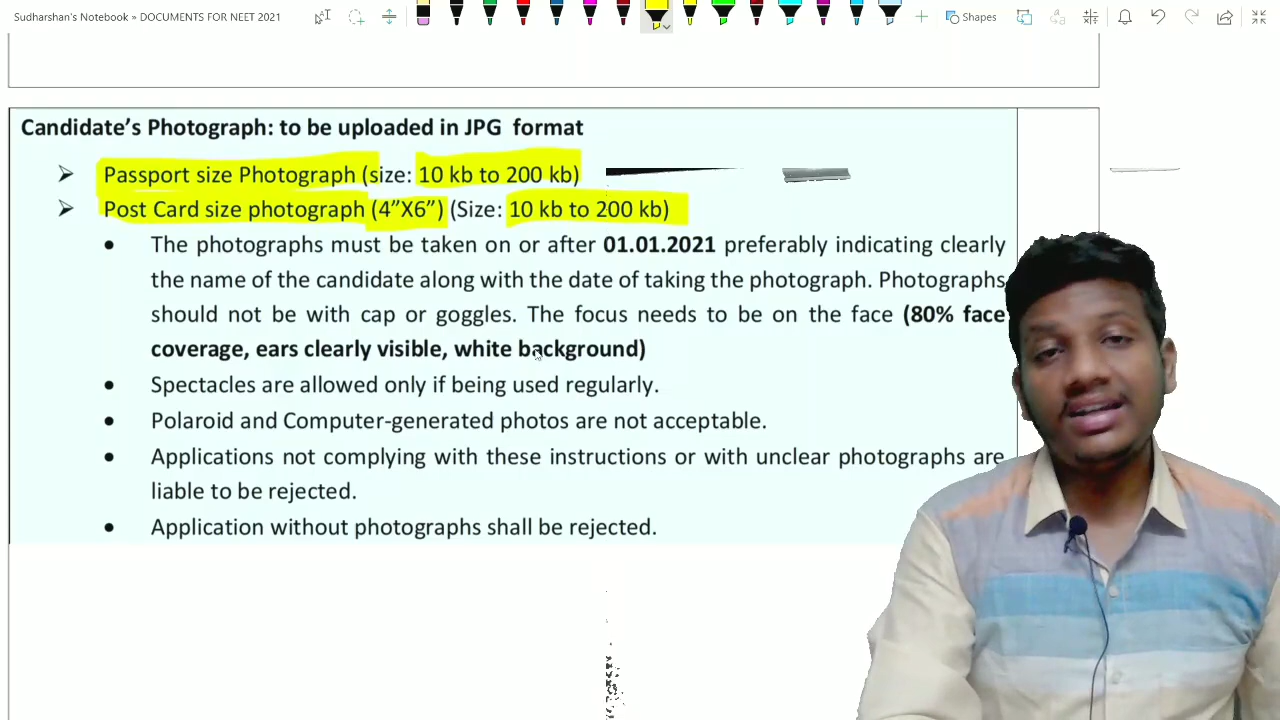 Sudharshan's Notebook » DOCUMENTS FOR NEET 2021
Shapes
Candidate's Photograph: to be uploaded in JPG format
➢ Passport size Photograph (size: 10 kb to 200 kb)
➢ Post Card size photograph (4”X6”) (Size: 10 kb to 200 kb)
• The photographs must be taken on or after 01.01.2021 preferably indicating clearly
the name of the candidate along with the date of taking the photograph. Photographs
should not be with cap or goggles. The focus needs to be on the face (80% face
coverage, ears clearly visible, white background)
• Spectacles are allowed only if being used regularly.
• Polaroid and Computer-generated photos are not acceptable.
• Applications not complying with these instructions or with unclear photographs are
liable to be rejected.
• Application without photographs shall be rejected.